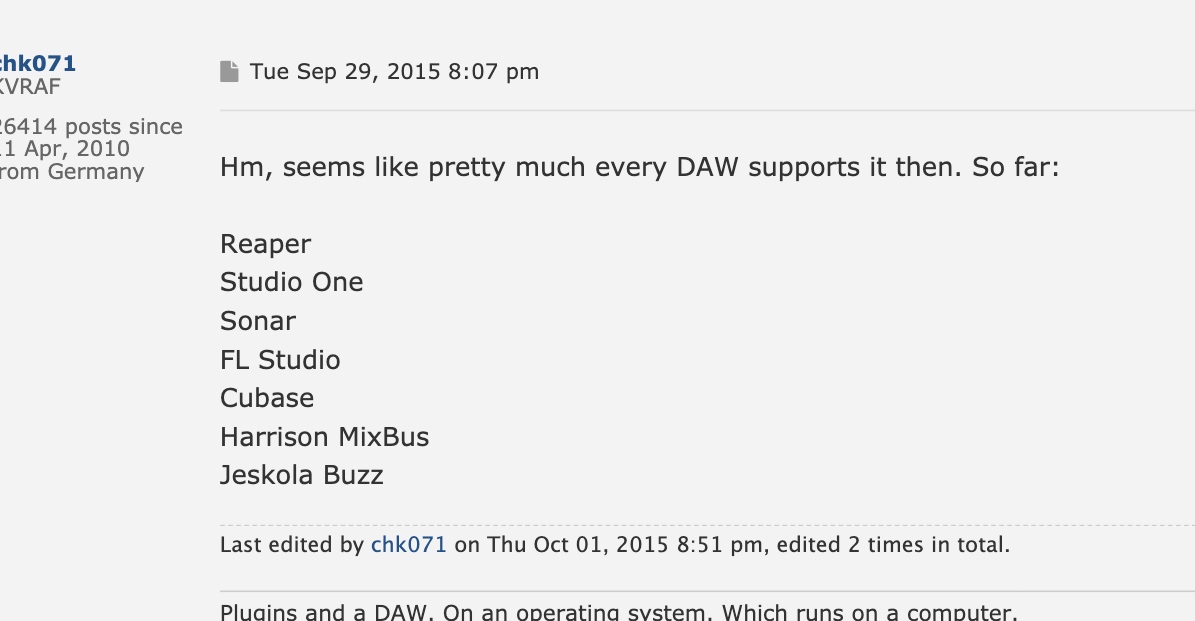 chk071
KVRAF
26414 posts since
11 Apr, 2010
from Germany
Tue Sep 29, 2015 8:07 pm
Hm, seems like pretty much every DAW supports it then. So far:
Reaper
Studio One
Sonar
FL Studio
Cubase
Harrison MixBus
Jeskola Buzz
Last edited by chk071 on Thu Oct 01, 2015 8:51 pm, edited 2 times in total.
Plugins and a DAW. On an operating system. Which runs on a computer.